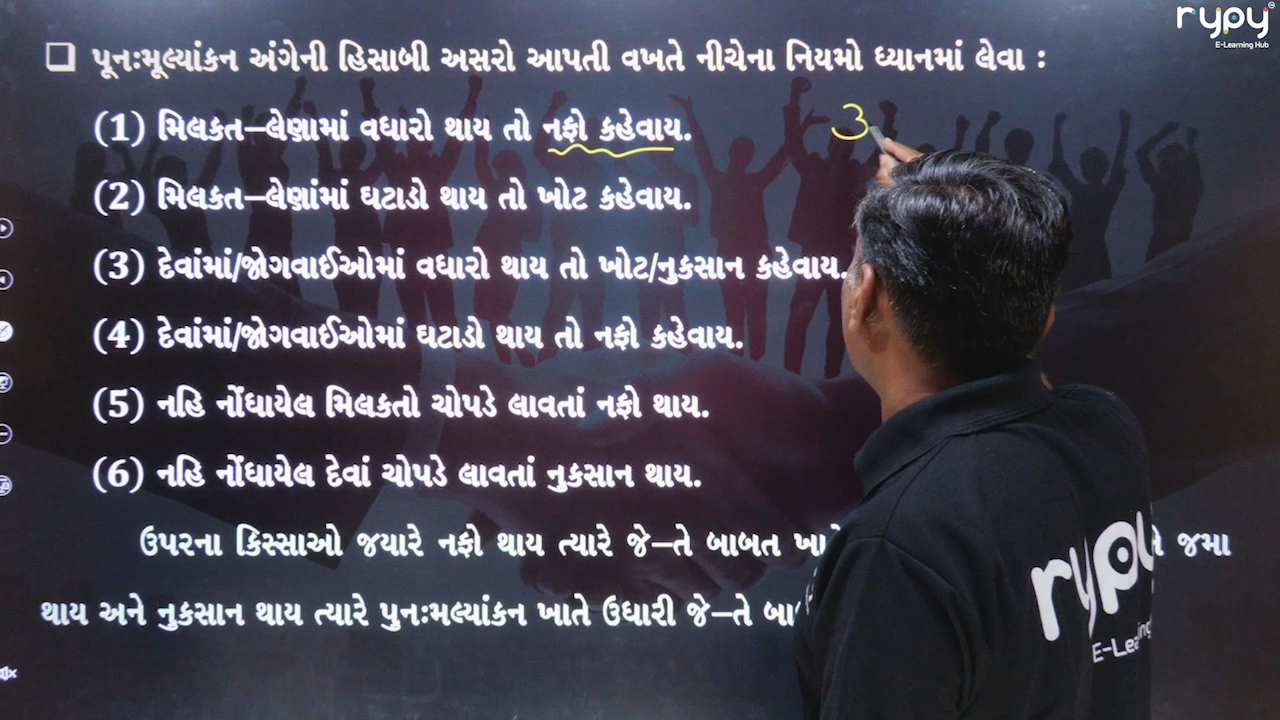 rypy
E-Learning Hub
❑ પૂનઃમૂલ્યાંકન અંગેની હિસાબી અસરો આપતી વખતે નીચેના નિયમો ધ્યાનમાં લેવા :
(1) મિલકત–લેણામાં વધારો થાય તો નફો કહેવાય.
(2) મિલકત–લેણાંમાં ઘટાડો થાય તો ખોટ કહેવાય.
(3) દેવાંમાં/જોગવાઈઓમાં વધારો થાય તો ખોટ/નુકસાન કહેવાય.
(4) દેવાંમાં/જોગવાઈઓમાં ઘટાડો થાય તો નફો કહેવાય.
(5) નહિ નોંધાયેલ મિલકતો ચોપડે લાવતાં નફો થાય.
(6) નહિ નોંધાયેલ દેવાં ચોપડે લાવતાં નુકસાન થાય.
ઉપરના કિસ્સાઓ જયારે નફો થાય ત્યારે જે–તે બાબત જમા
થાય અને નુકસાન થાય ત્યારે પુનઃમલ્યાંકન ખાતે ઉધારી જે–તે
rypy